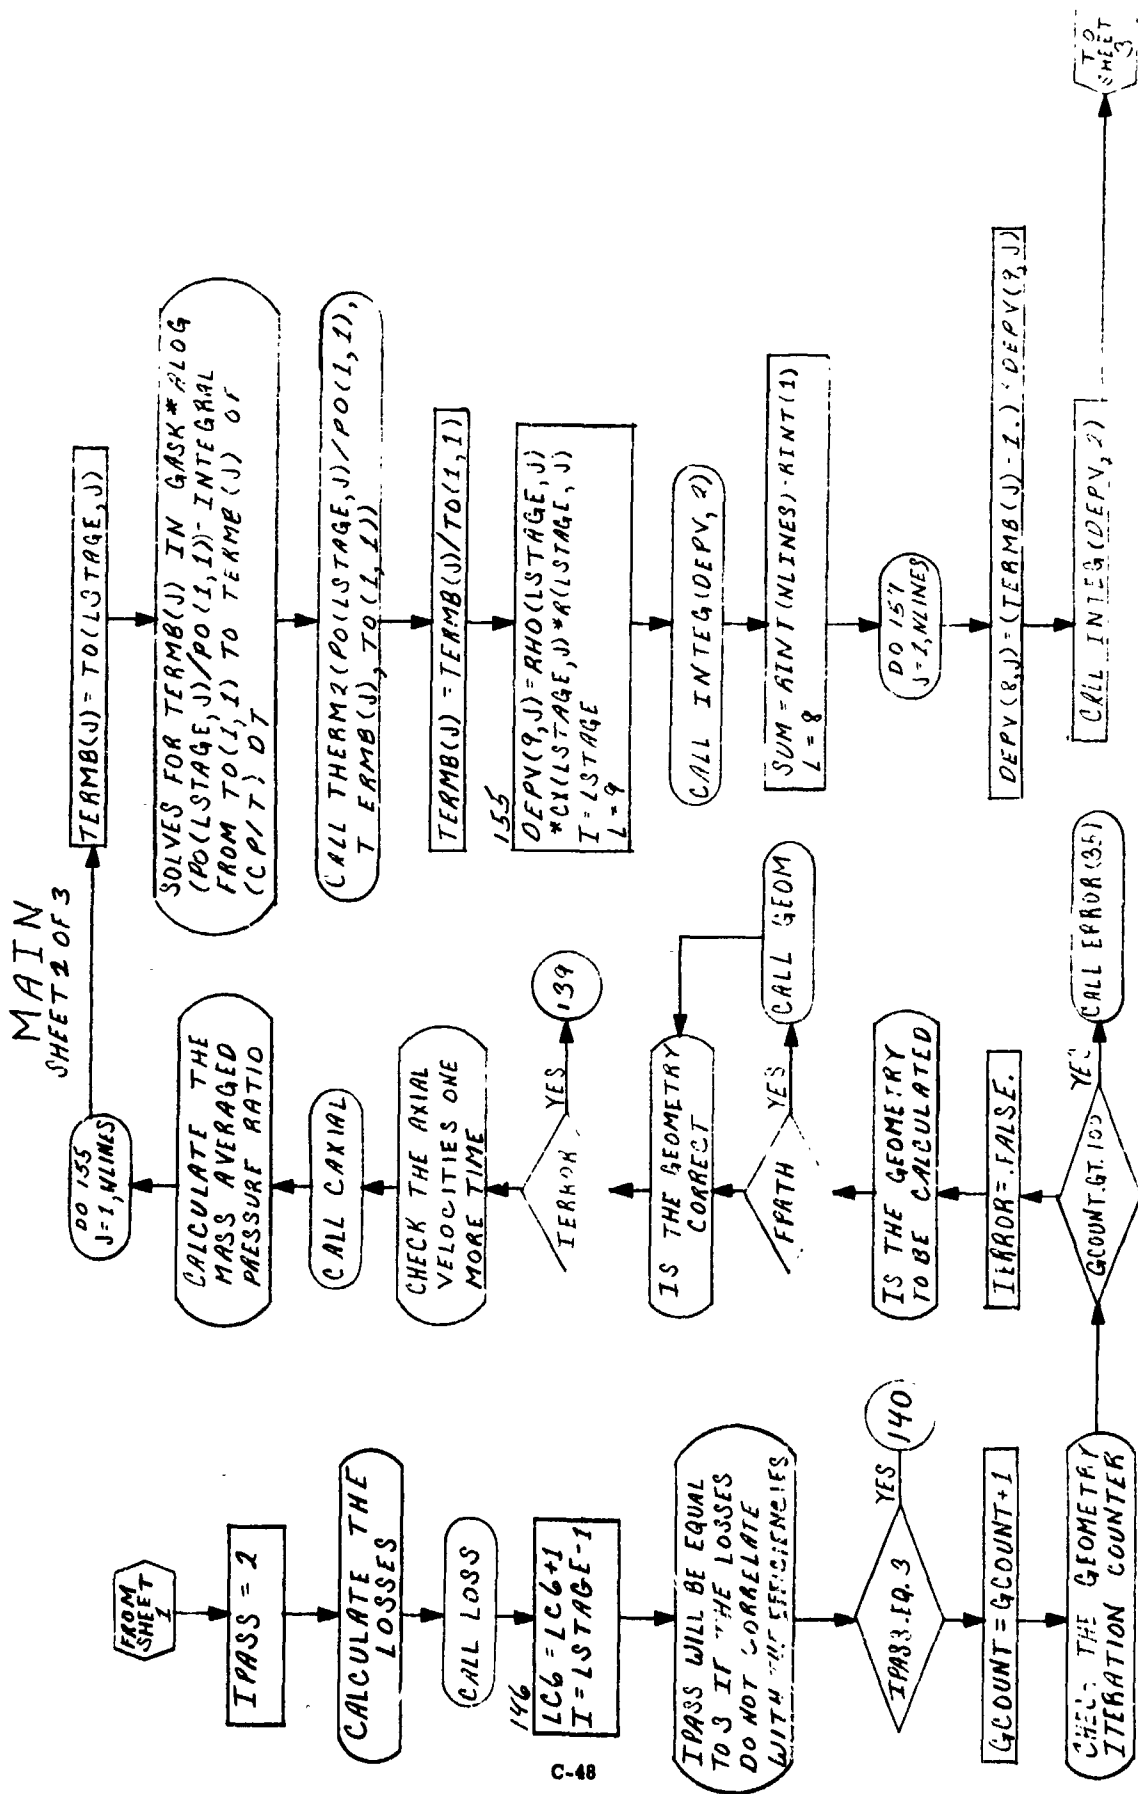 MAIN
SHEET 2 OF 3
FROM
SHEET
1
IPASS = 2
CALCULATE THE
LOSSES
CALL LOSS
146
LC6 = LC6+1
I = LSTAGE-1
IPASS WILL BE EQUAL
TO 3 IF THE LOSSES
DO NOT CORRELATE
WITH THE EFFICIENCIES
IPASS.EQ.3
YES
140
GCOUNT = GCOUNT+1
CHECK THE GEOMETRY
ITERATION COUNTER
GCOUNT.GT.100
YES
CALL ERROR(35)
IERROR=.FALSE.
IS THE GEOMETRY
TO BE CALCULATED
FPATH
YES
CALL GEOM
IS THE GEOMETRY
CORRECT
IERROR
YES
139
CHECK THE AXIAL
VELOCITIES ONE
MORE TIME
CALL CAXIAL
CALCULATE THE
MASS AVERAGED
PRESSURE RATIO
DO 155
J=1,NLINES
TERMB(J) = TO(LSTAGE,J)
SOLVES FOR TERMB(J) IN GASK*ALOG
(PO(LSTAGE,J)/PO(1,1))-INTEGRAL
FROM TO(1,1) TO TERMB(J) OF
(CP/T) DT
CALL THERM2(PO(LSTAGE,J)/PO(1,1),
TERMB(J),TO(1,1))
TERMB(J) = TERMB(J)/TO(1,1)
155
DEPV(9,J)=RHO(LSTAGE,J)
*CX(LSTAGE,J)*R(LSTAGE,J)
I = LSTAGE
L=9
CALL INTEG(DEPV,2)
SUM = RINT(NLINES)-RINT(1)
L=8
DO 157
J=1,NLINES
DEPV(8,J)=(TERMB(J)-1.)*DEPV(9,J)
CALL INTEG(DEPV,2)
TO
SHEET
3
C-48